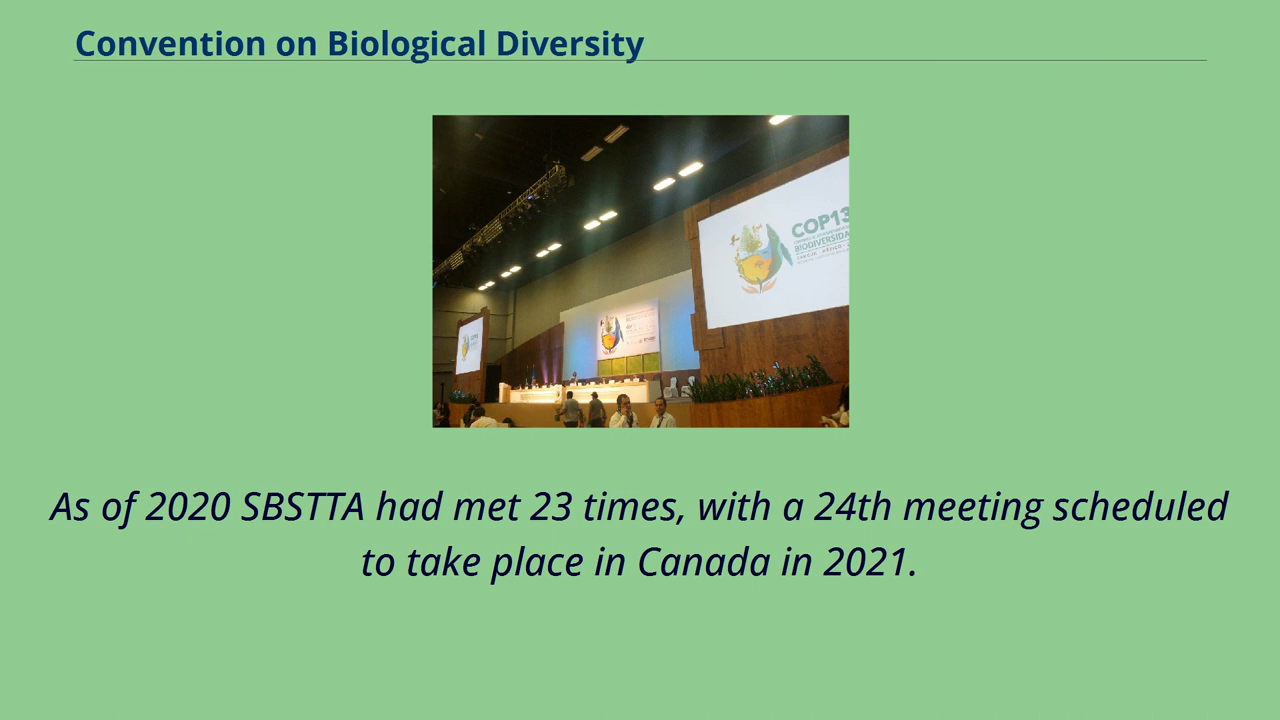 Convention on Biological Diversity
COP13
BIODIVERSIDA
As of 2020 SBSTTA had met 23 times, with a 24th meeting scheduled
to take place in Canada in 2021.